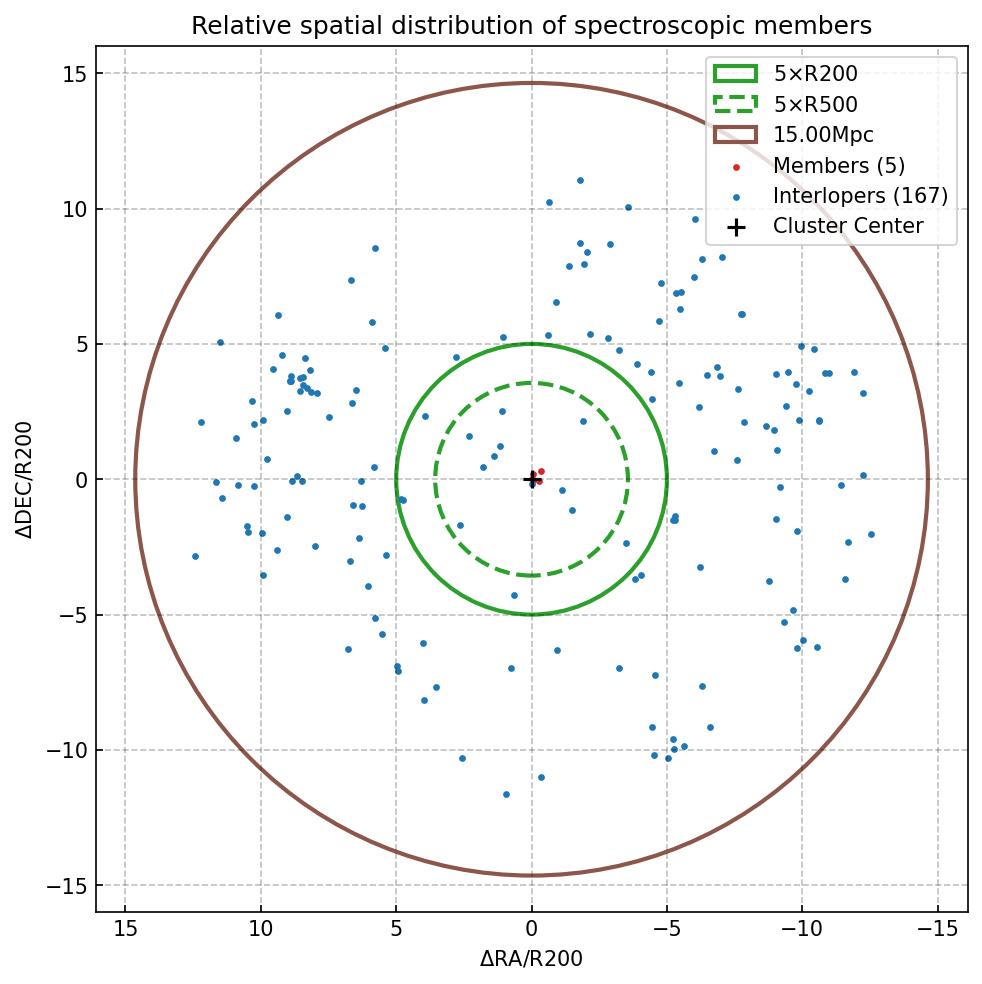 Relative spatial distribution of spectroscopic members
5×R200
5×R500
15.00Mpc
Members (5)
Interlopers (167)
Cluster Center
15
10
5
0
−5
−10
−15
ΔDEC/R200
15 10 5 0 −5 −10 −15
ΔRA/R200